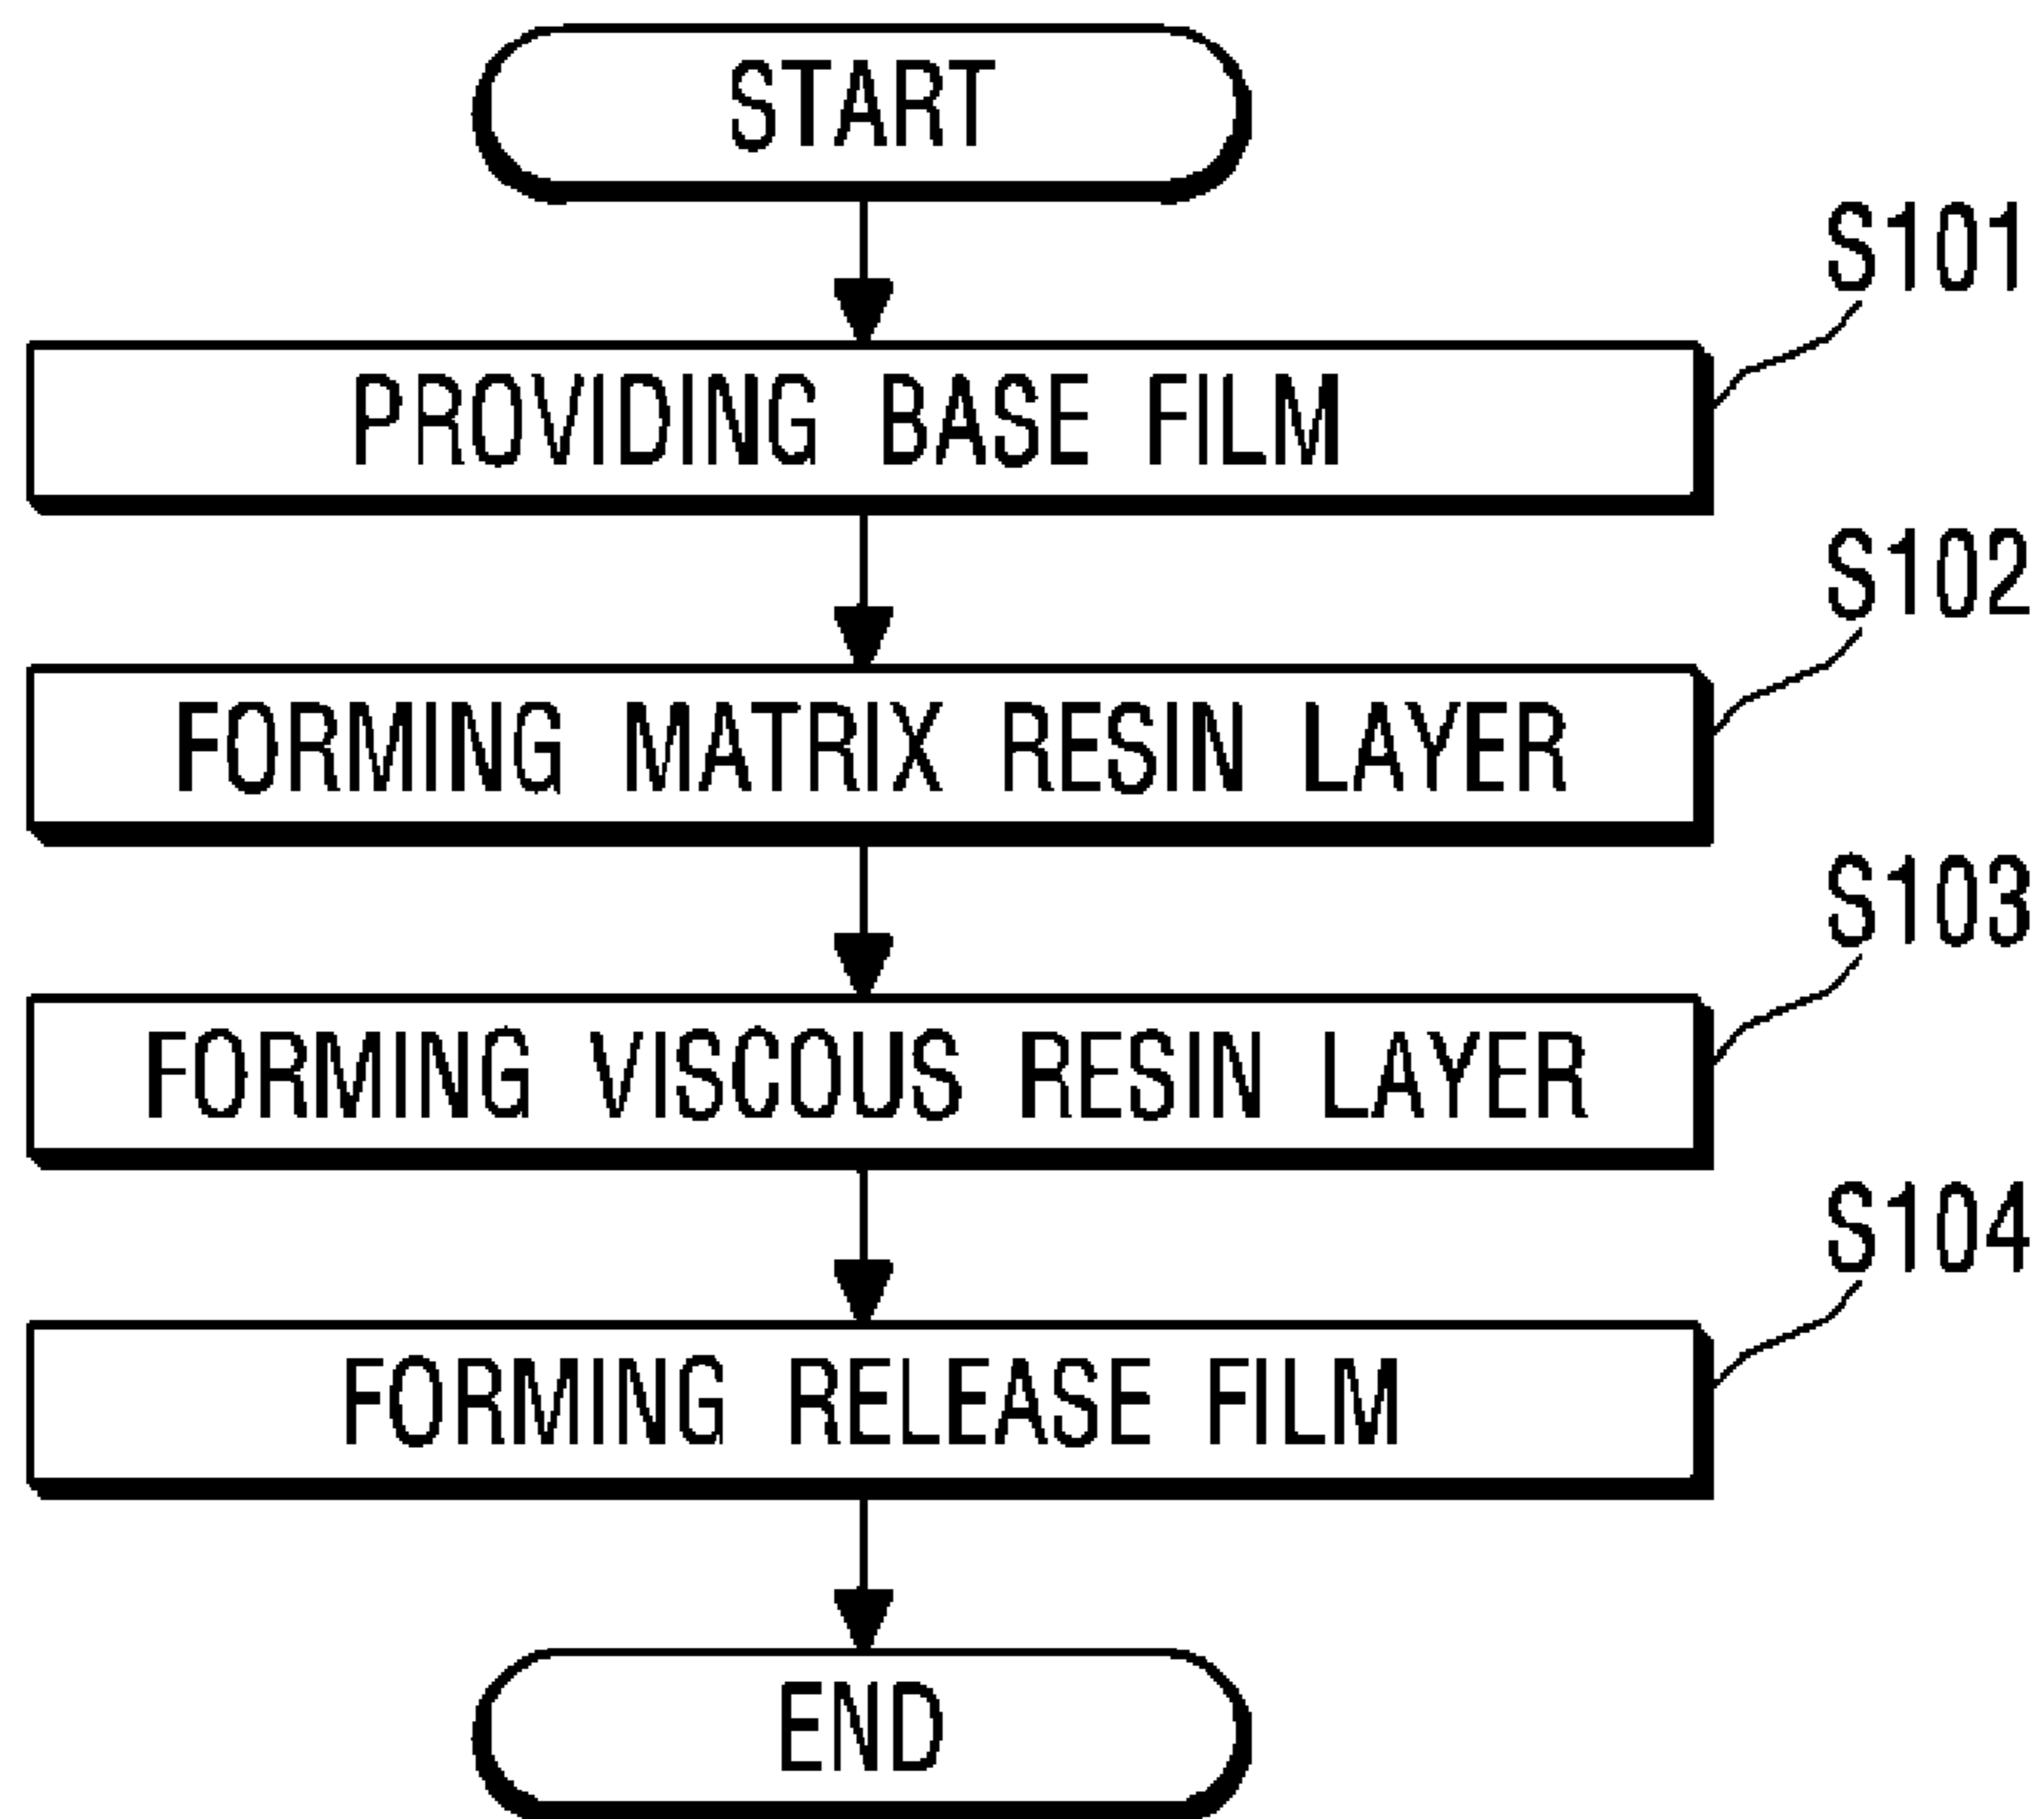 START
S101
PROVIDING BASE FILM
S102
FORMING MATRIX RESIN LAYER
S103
FORMING VISCOUS RESIN LAYER
S104
FORMING RELEASE FILM
END